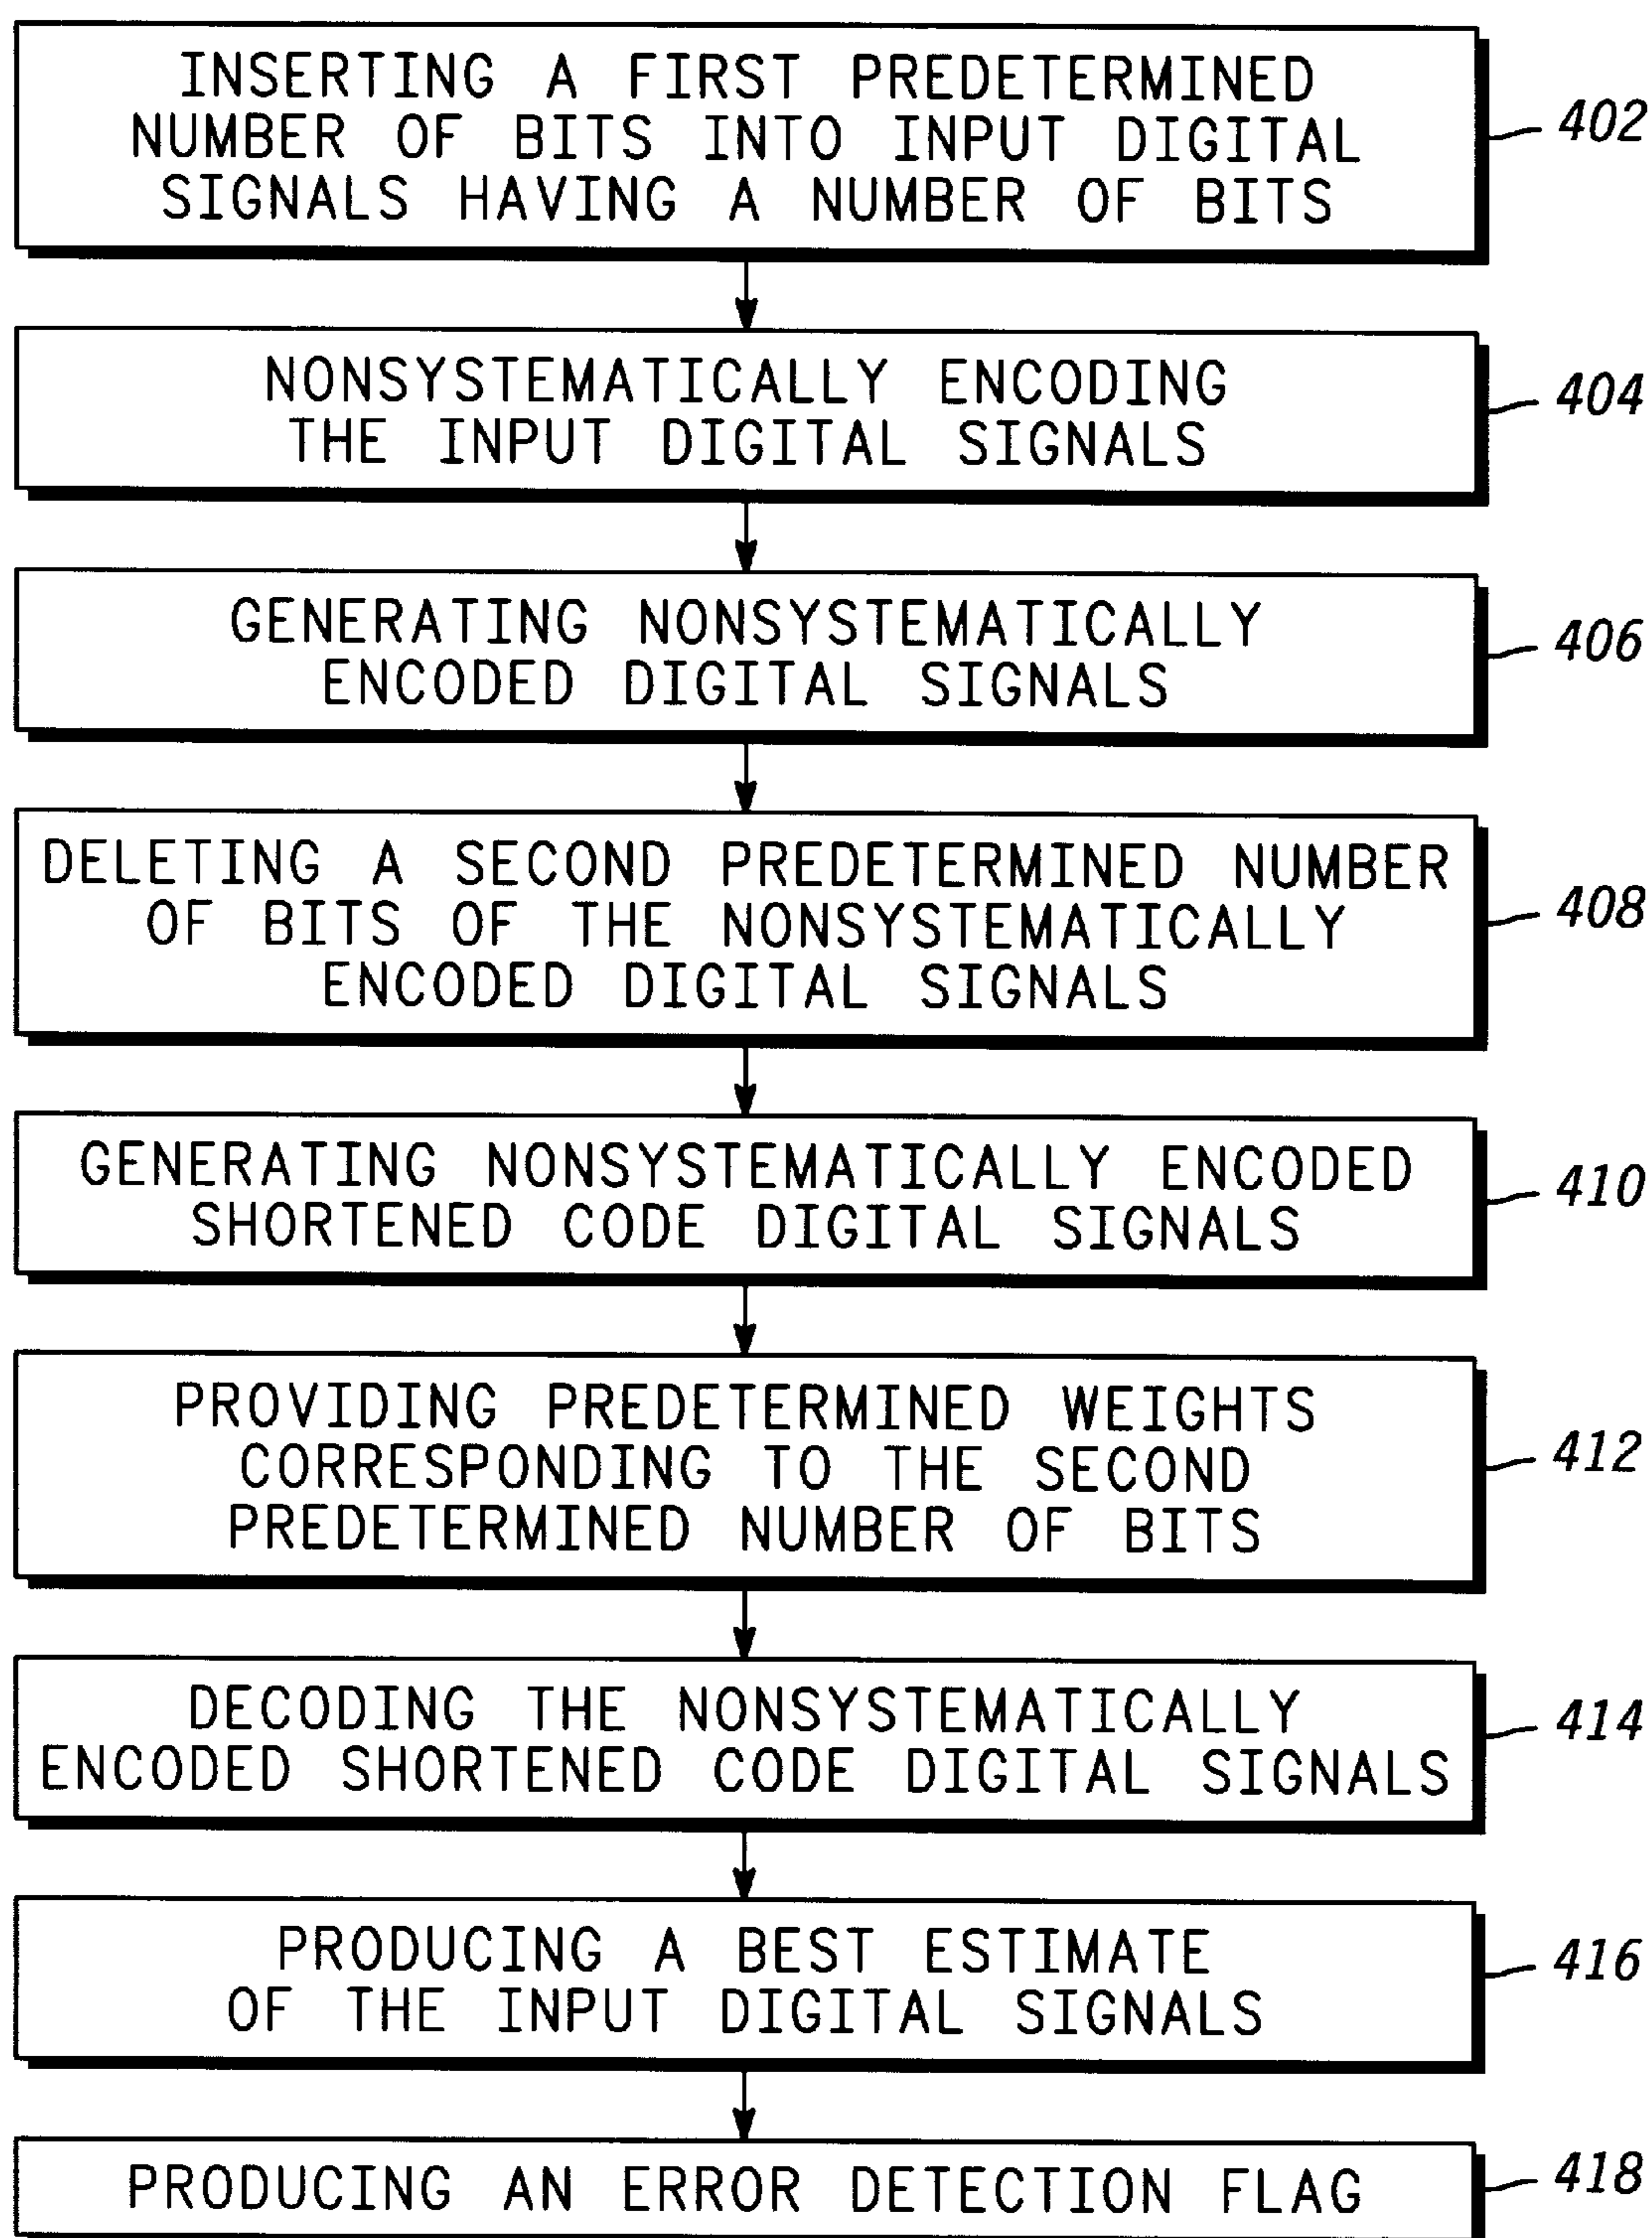 INSERTING A FIRST PREDETERMINED
NUMBER OF BITS INTO INPUT DIGITAL
SIGNALS HAVING A NUMBER OF BITS
402
NONSYSTEMATICALLY ENCODING
THE INPUT DIGITAL SIGNALS
404
GENERATING NONSYSTEMATICALLY
ENCODED DIGITAL SIGNALS
406
DELETING A SECOND PREDETERMINED NUMBER
OF BITS OF THE NONSYSTEMATICALLY
ENCODED DIGITAL SIGNALS
408
GENERATING NONSYSTEMATICALLY ENCODED
SHORTENED CODE DIGITAL SIGNALS
410
PROVIDING PREDETERMINED WEIGHTS
CORRESPONDING TO THE SECOND
PREDETERMINED NUMBER OF BITS
412
DECODING THE NONSYSTEMATICALLY
ENCODED SHORTENED CODE DIGITAL SIGNALS
414
PRODUCING A BEST ESTIMATE
OF THE INPUT DIGITAL SIGNALS
416
PRODUCING AN ERROR DETECTION FLAG
418